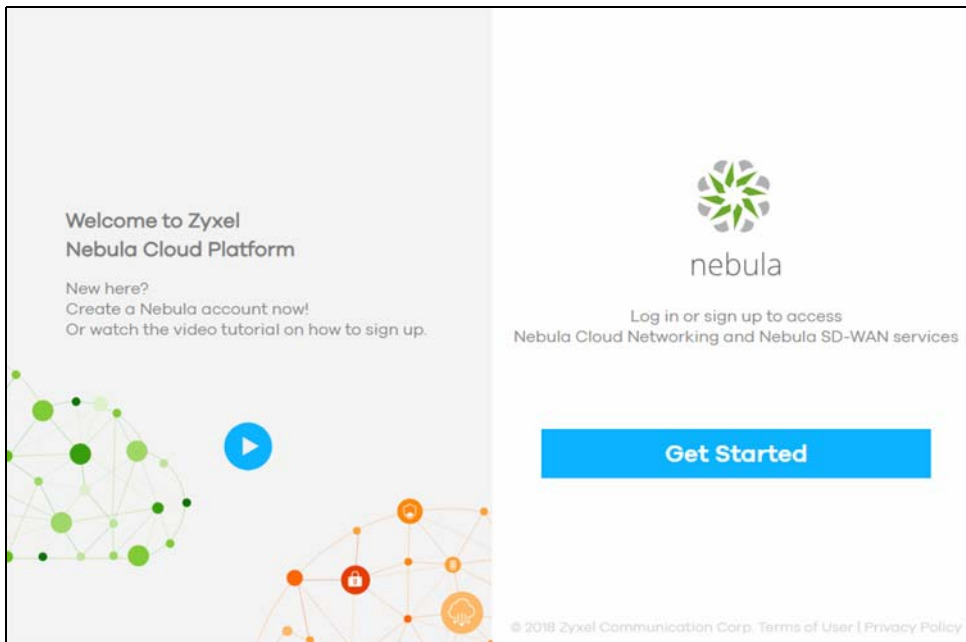 Welcome to Zyxel
Nebula Cloud Platform
New here?
Create a Nebula account now!
Or watch the video tutorial on how to sign up.
nebula
Log in or sign up to access
Nebula Cloud Networking and Nebula SD-WAN services
Get Started
© 2018 Zyxel Communication Corp. Terms of User | Privacy Policy